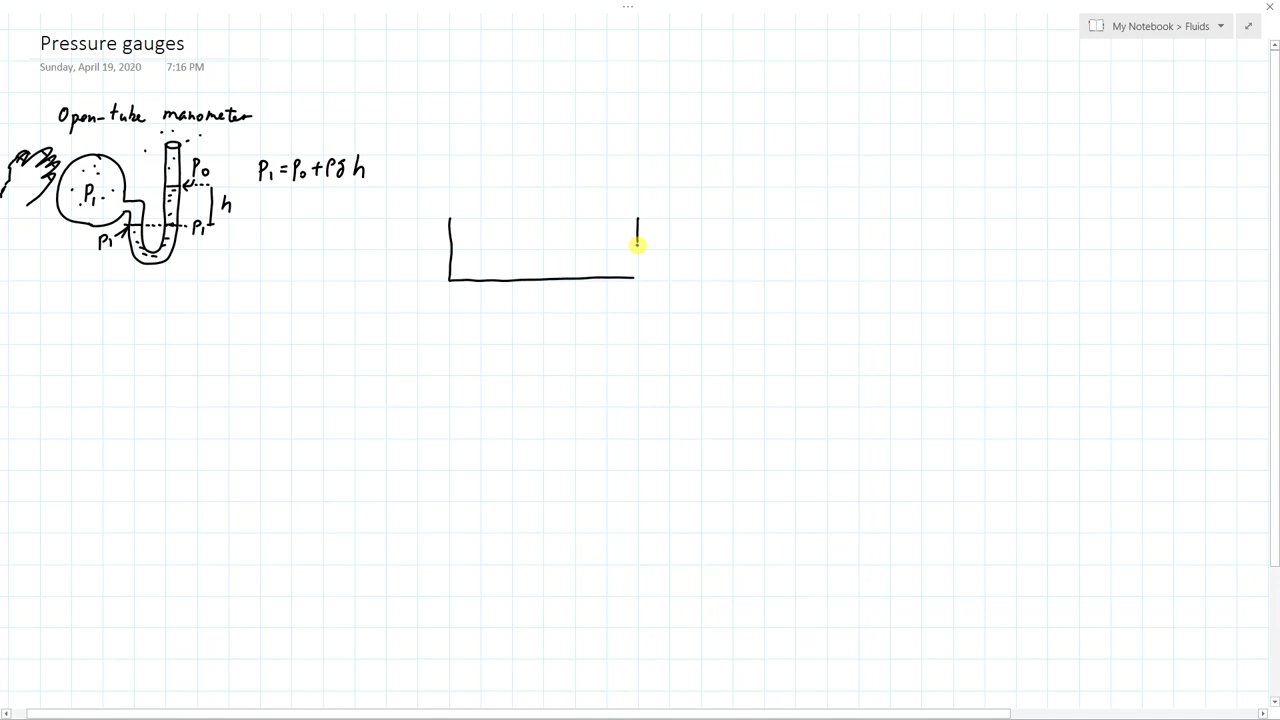 My Notebook > Fluids
Pressure gauges
Sunday, April 19, 2020 7:16 PM
Open-tube manometer
P₁
P₀
h
P₁
P₁
P₁ = P₀ + ρg h